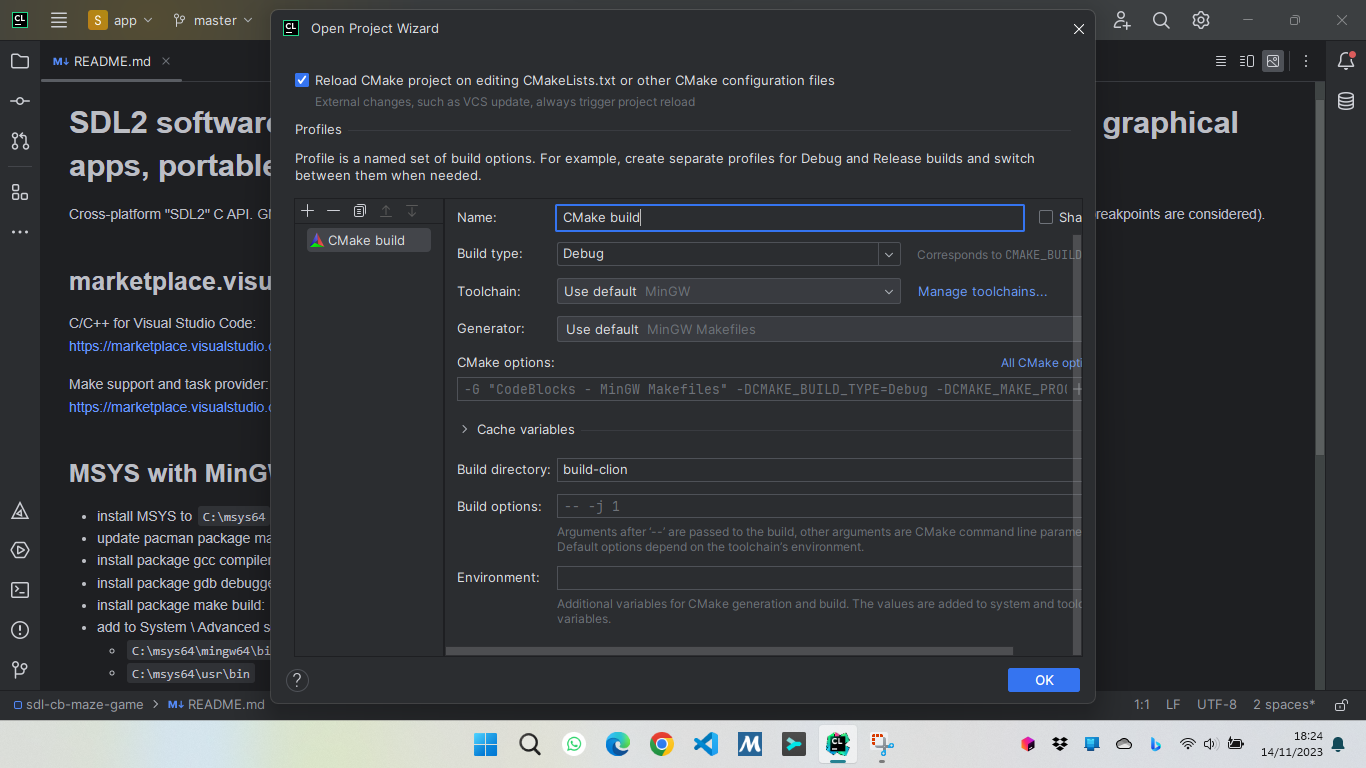 CL
S app
master
Open Project Wizard
README.md
SDL2 software
graphical
apps, portable
Cross-platform "SDL2" C API.
breakpoints are considered).
marketplace.visu
C/C++ for Visual Studio Code:
https://marketplace.visualstudio.
Make support and task provider:
https://marketplace.visualstudio.
MSYS with MinGW
install MSYS to C:\msys64
update pacman package ma
install package gcc compiler
install package gdb debugge
install package make build:
add to System \ Advanced s
C:\msys64\mingw64\bi
C:\msys64\usr\bin
Reload CMake project on editing CMakeLists.txt or other CMake configuration files
External changes, such as VCS update, always trigger project reload
Profiles
Profile is a named set of build options. For example, create separate profiles for Debug and Release builds and switch
between them when needed.
CMake build
Name: CMake build
Sha
Build type: Debug
Corresponds to CMAKE_BUILD
Toolchain: Use default MinGW
Manage toolchains...
Generator: Use default MinGW Makefiles
CMake options:
All CMake opti
-G "CodeBlocks - MinGW Makefiles" -DCMAKE_BUILD_TYPE=Debug -DCMAKE_MAKE_PROG
Cache variables
Build directory: build-clion
Build options: -- -j 1
Arguments after '--' are passed to the build, other arguments are CMake command line parame
Default options depend on the toolchain's environment.
Environment:
Additional variables for CMake generation and build. The values are added to system and toolc
variables.
?
OK
sdl-cb-maze-game > README.md
1:1 LF UTF-8 2 spaces*
18:24
14/11/2023